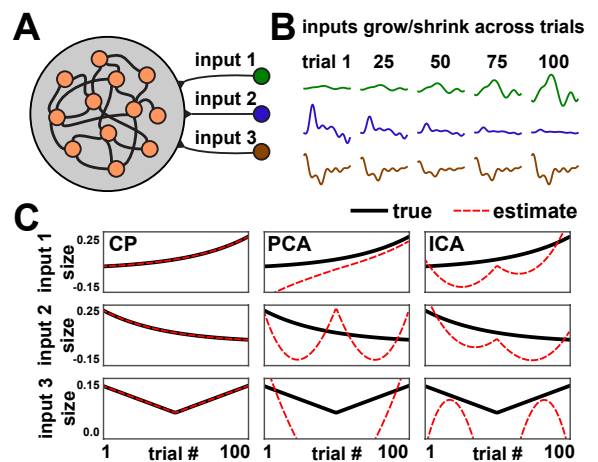 A
input 1
input 2
input 3
B inputs grow/shrink across trials
trial 1 25 50 75 100
C
true estimate
CP PCA ICA
input 1
size
0.25
-0.15
input 2
size
0.25
-0.15
input 3
size
0.15
0.0
1 trial # 100 1 trial # 100 1 trial # 100